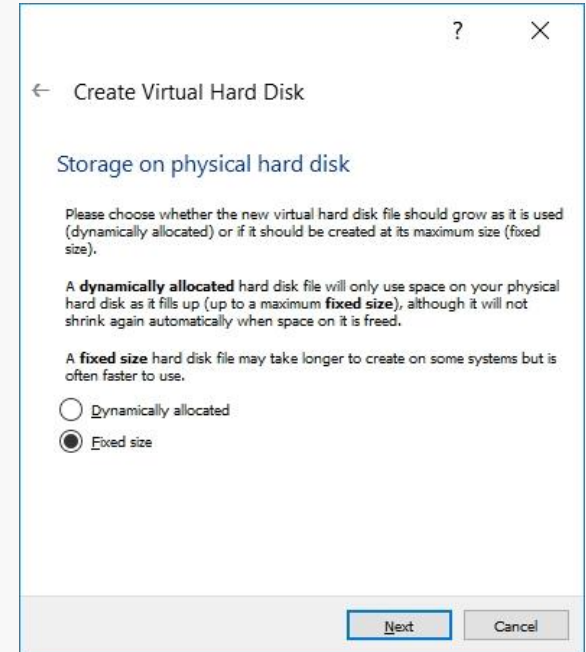 ?
Create Virtual Hard Disk
Storage on physical hard disk
Please choose whether the new virtual hard disk file should grow as it is used
(dynamically allocated) or if it should be created at its maximum size (fixed
size).
A dynamically allocated hard disk file will only use space on your physical
hard disk as it fills up (up to a maximum fixed size), although it will not
shrink again automatically when space on it is freed.
A fixed size hard disk file may take longer to create on some systems but is
often faster to use.
Dynamically allocated
Fixed size
Next Cancel